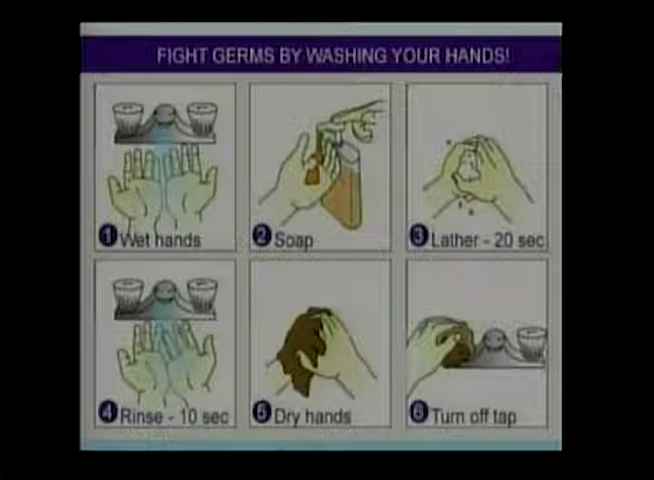 FIGHT GERMS BY WASHING YOUR HANDS!
1 Wet hands
2 Soap
3 Lather - 20 sec
4 Rinse - 10 sec
5 Dry hands
6 Turn off tap